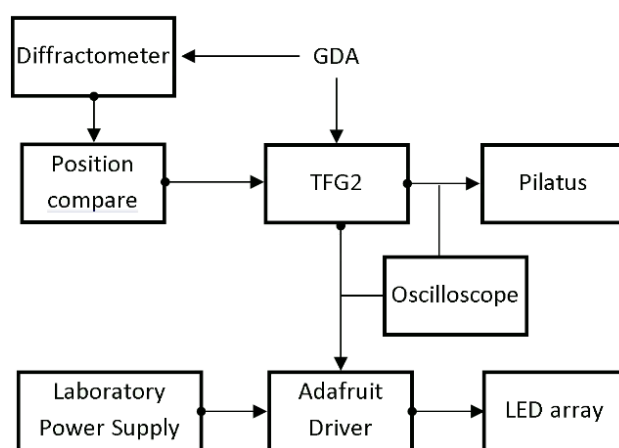 Diffractometer
GDA
Position
compare
TFG2
Pilatus
Oscilloscope
Laboratory
Power Supply
Adafruit
Driver
LED array